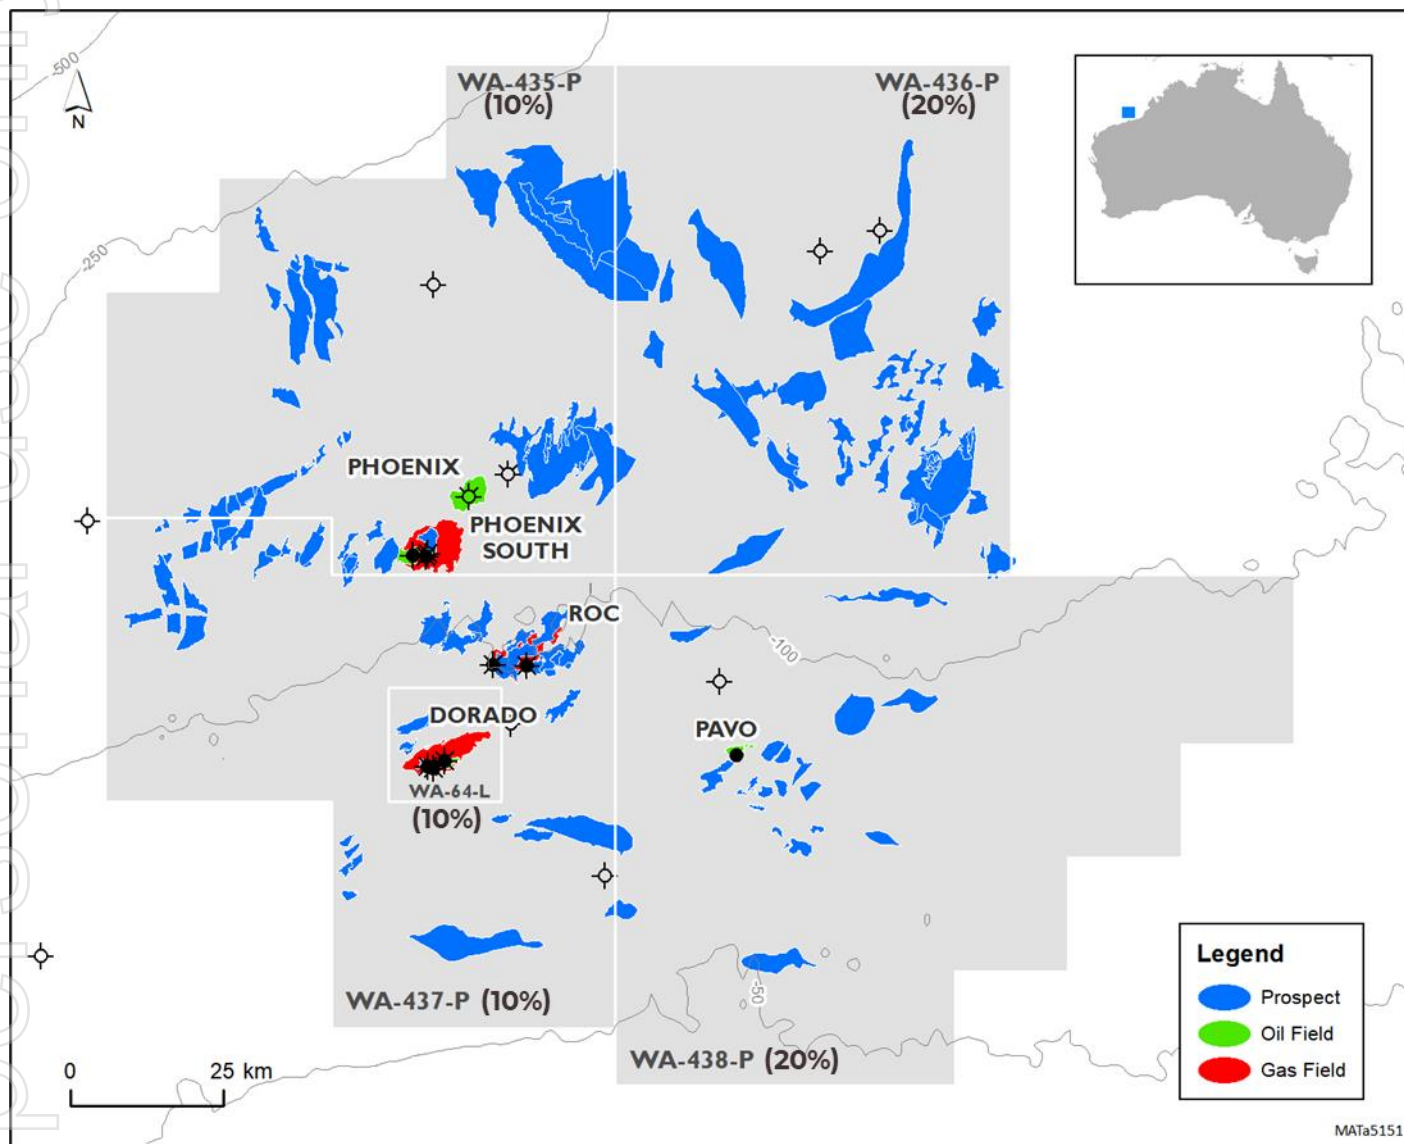 -500
N
WA-435-P
(10%)
WA-436-P
(20%)
-250
PHOENIX
PHOENIX
SOUTH
ROC
-100
DORADO
PAVO
WA-64-L
(10%)
WA-437-P (10%)
-50
WA-438-P (20%)
0 25 km
Legend
Prospect
Oil Field
Gas Field
MATa5151